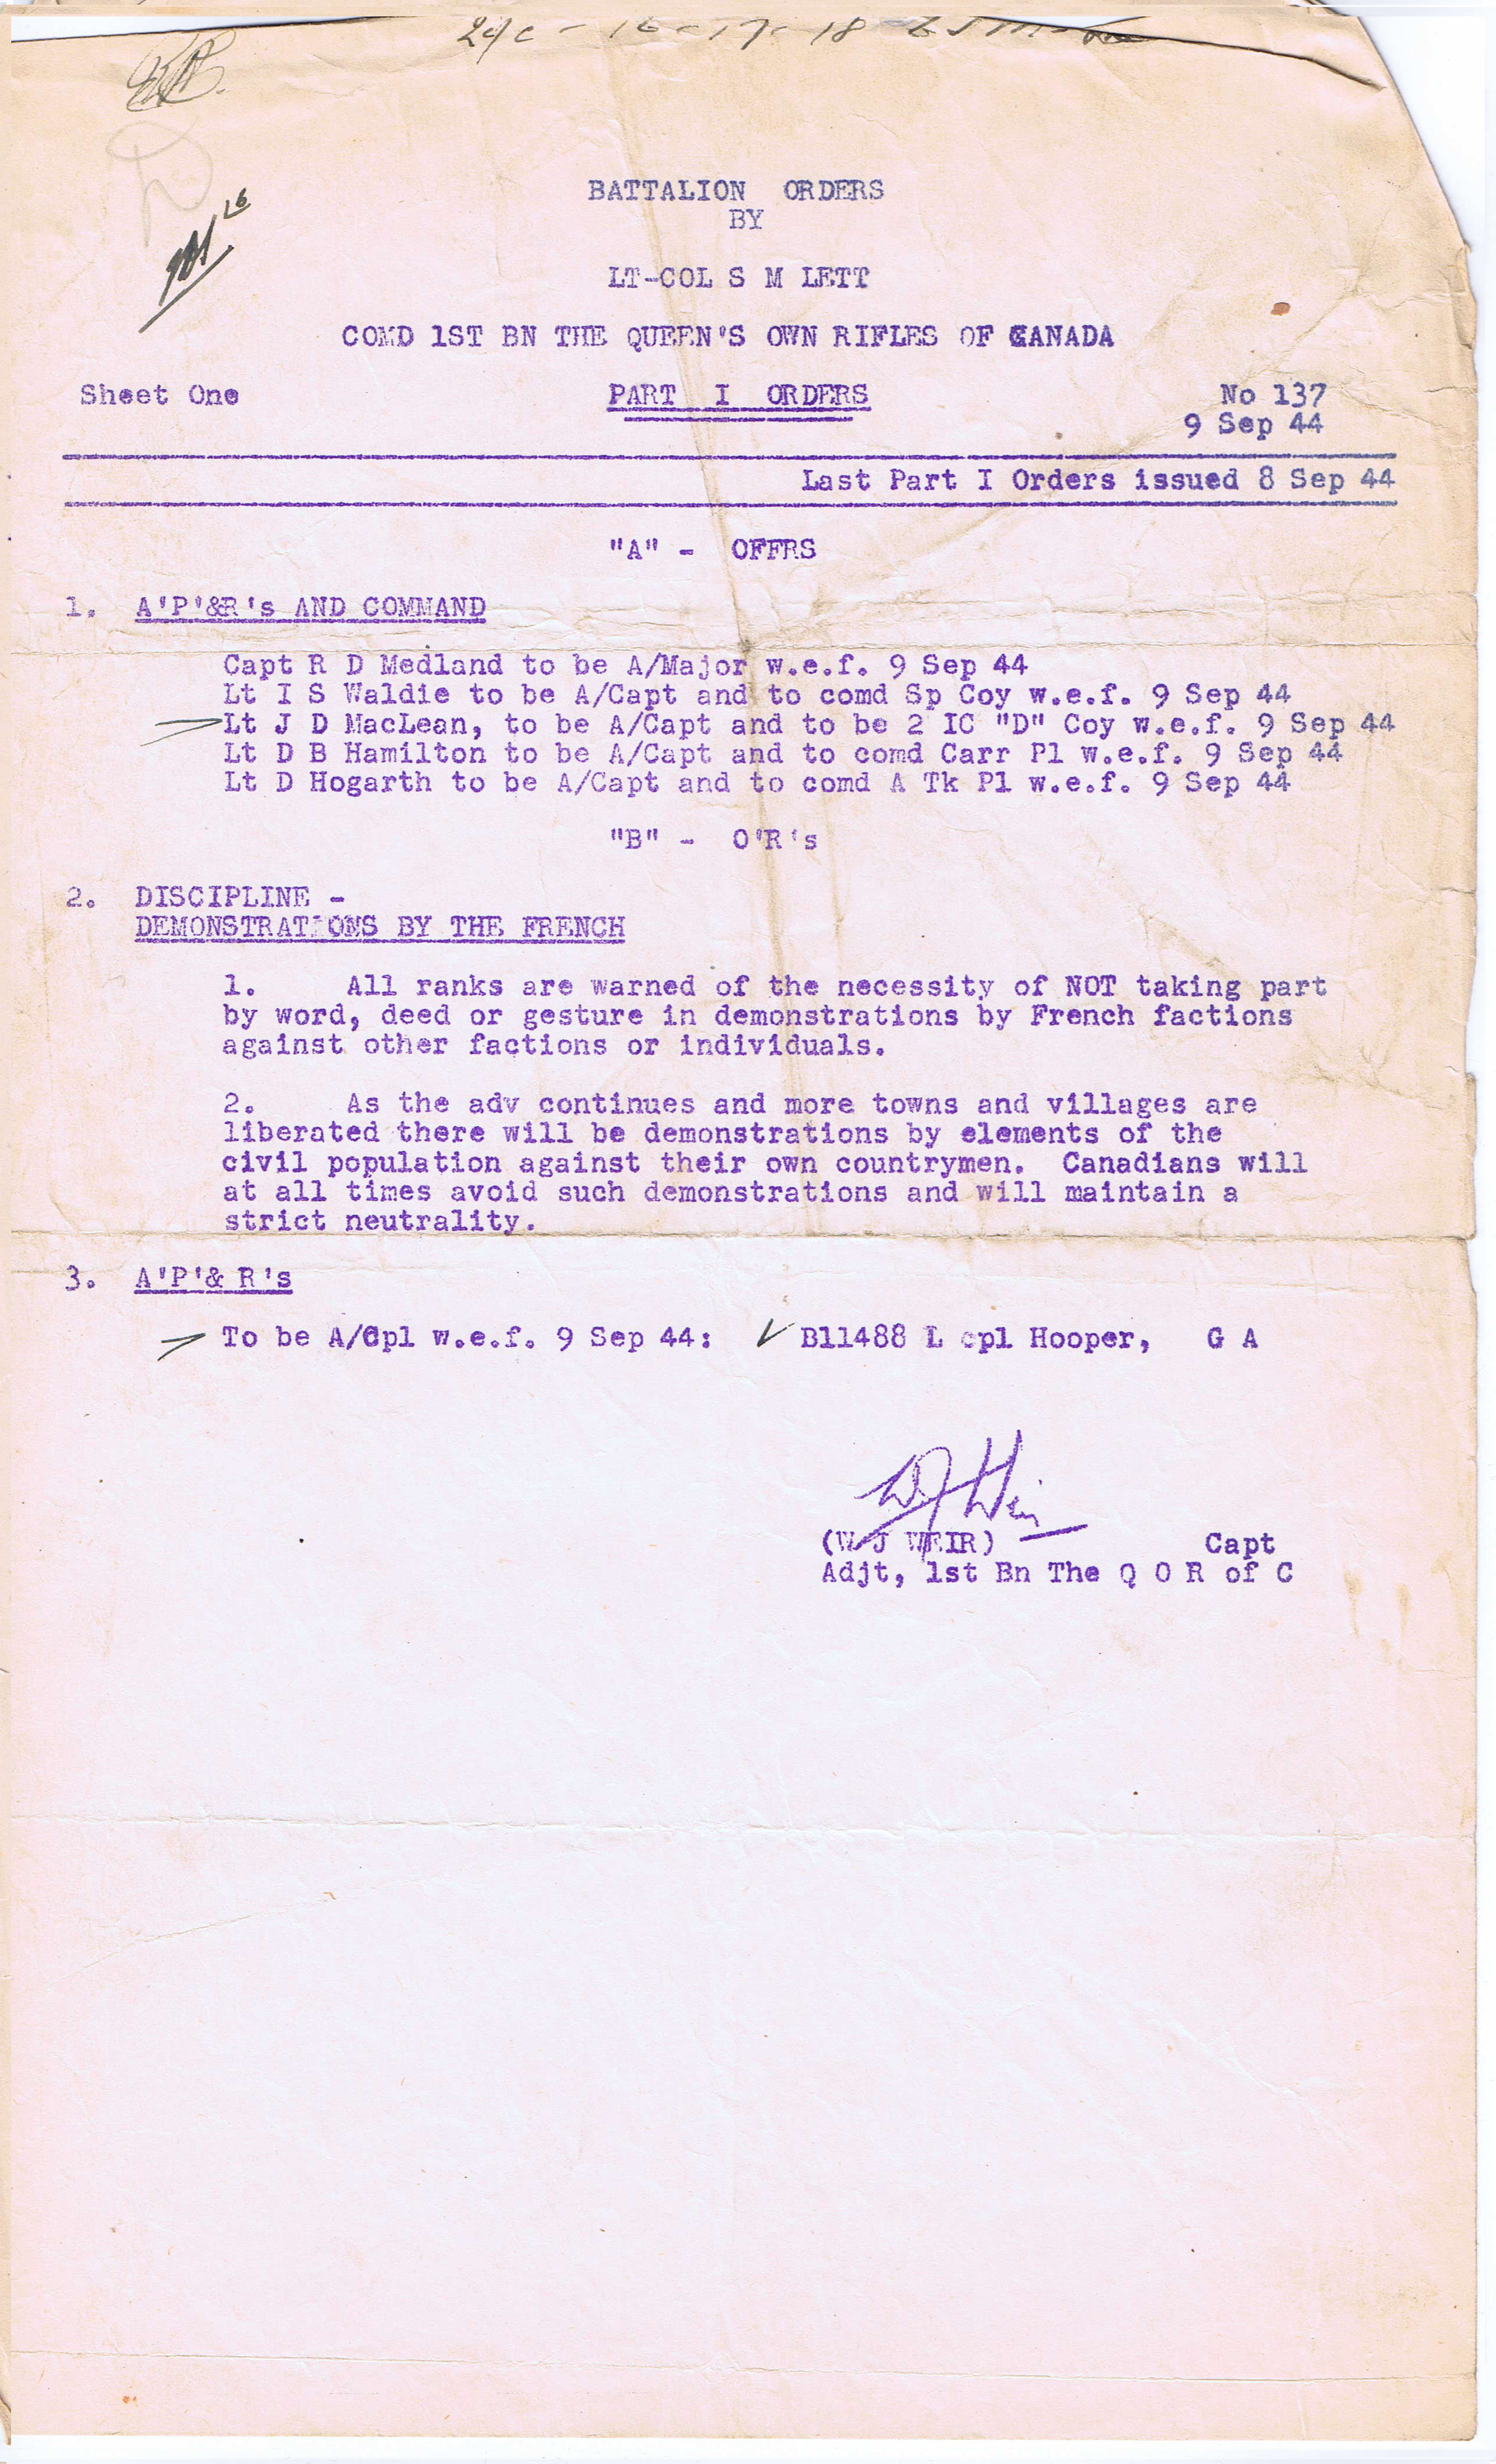 16 - 17 - 18
26
BATTALION ORDERS
BY
LT-COL S M LETT
COMD 1ST BN THE QUEEN'S OWN RIFLES OF CANADA
Sheet One PART I ORDERS No 137
9 Sep 44
Last Part I Orders issued 8 Sep 44
"A" - OFFRS
1. A'P'&R's AND COMMAND
Capt R D Medland to be A/Major w.e.f. 9 Sep 44
Lt I S Waldie to be A/Capt and to comd Sp Coy w.e.f. 9 Sep 44
Lt J D MacLean, to be A/Capt and to be 2 IC "D" Coy w.e.f. 9 Sep 44
Lt D B Hamilton to be A/Capt and to comd Carr Pl w.e.f. 9 Sep 44
Lt D Hogarth to be A/Capt and to comd A Tk Pl w.e.f. 9 Sep 44
"B" - O'R's
2. DISCIPLINE -
DEMONSTRATIONS BY THE FRENCH
1. All ranks are warned of the necessity of NOT taking part
by word, deed or gesture in demonstrations by French factions
against other factions or individuals.
2. As the adv continues and more towns and villages are
liberated there will be demonstrations by elements of the
civil population against their own countrymen. Canadians will
at all times avoid such demonstrations and will maintain a
strict neutrality.
3. A'P'& R's
To be A/Cpl w.e.f. 9 Sep 44: B11488 L cpl Hooper, G A
WJ Weir
(W J WEIR) Capt
Adjt, 1st Bn The Q O R of C